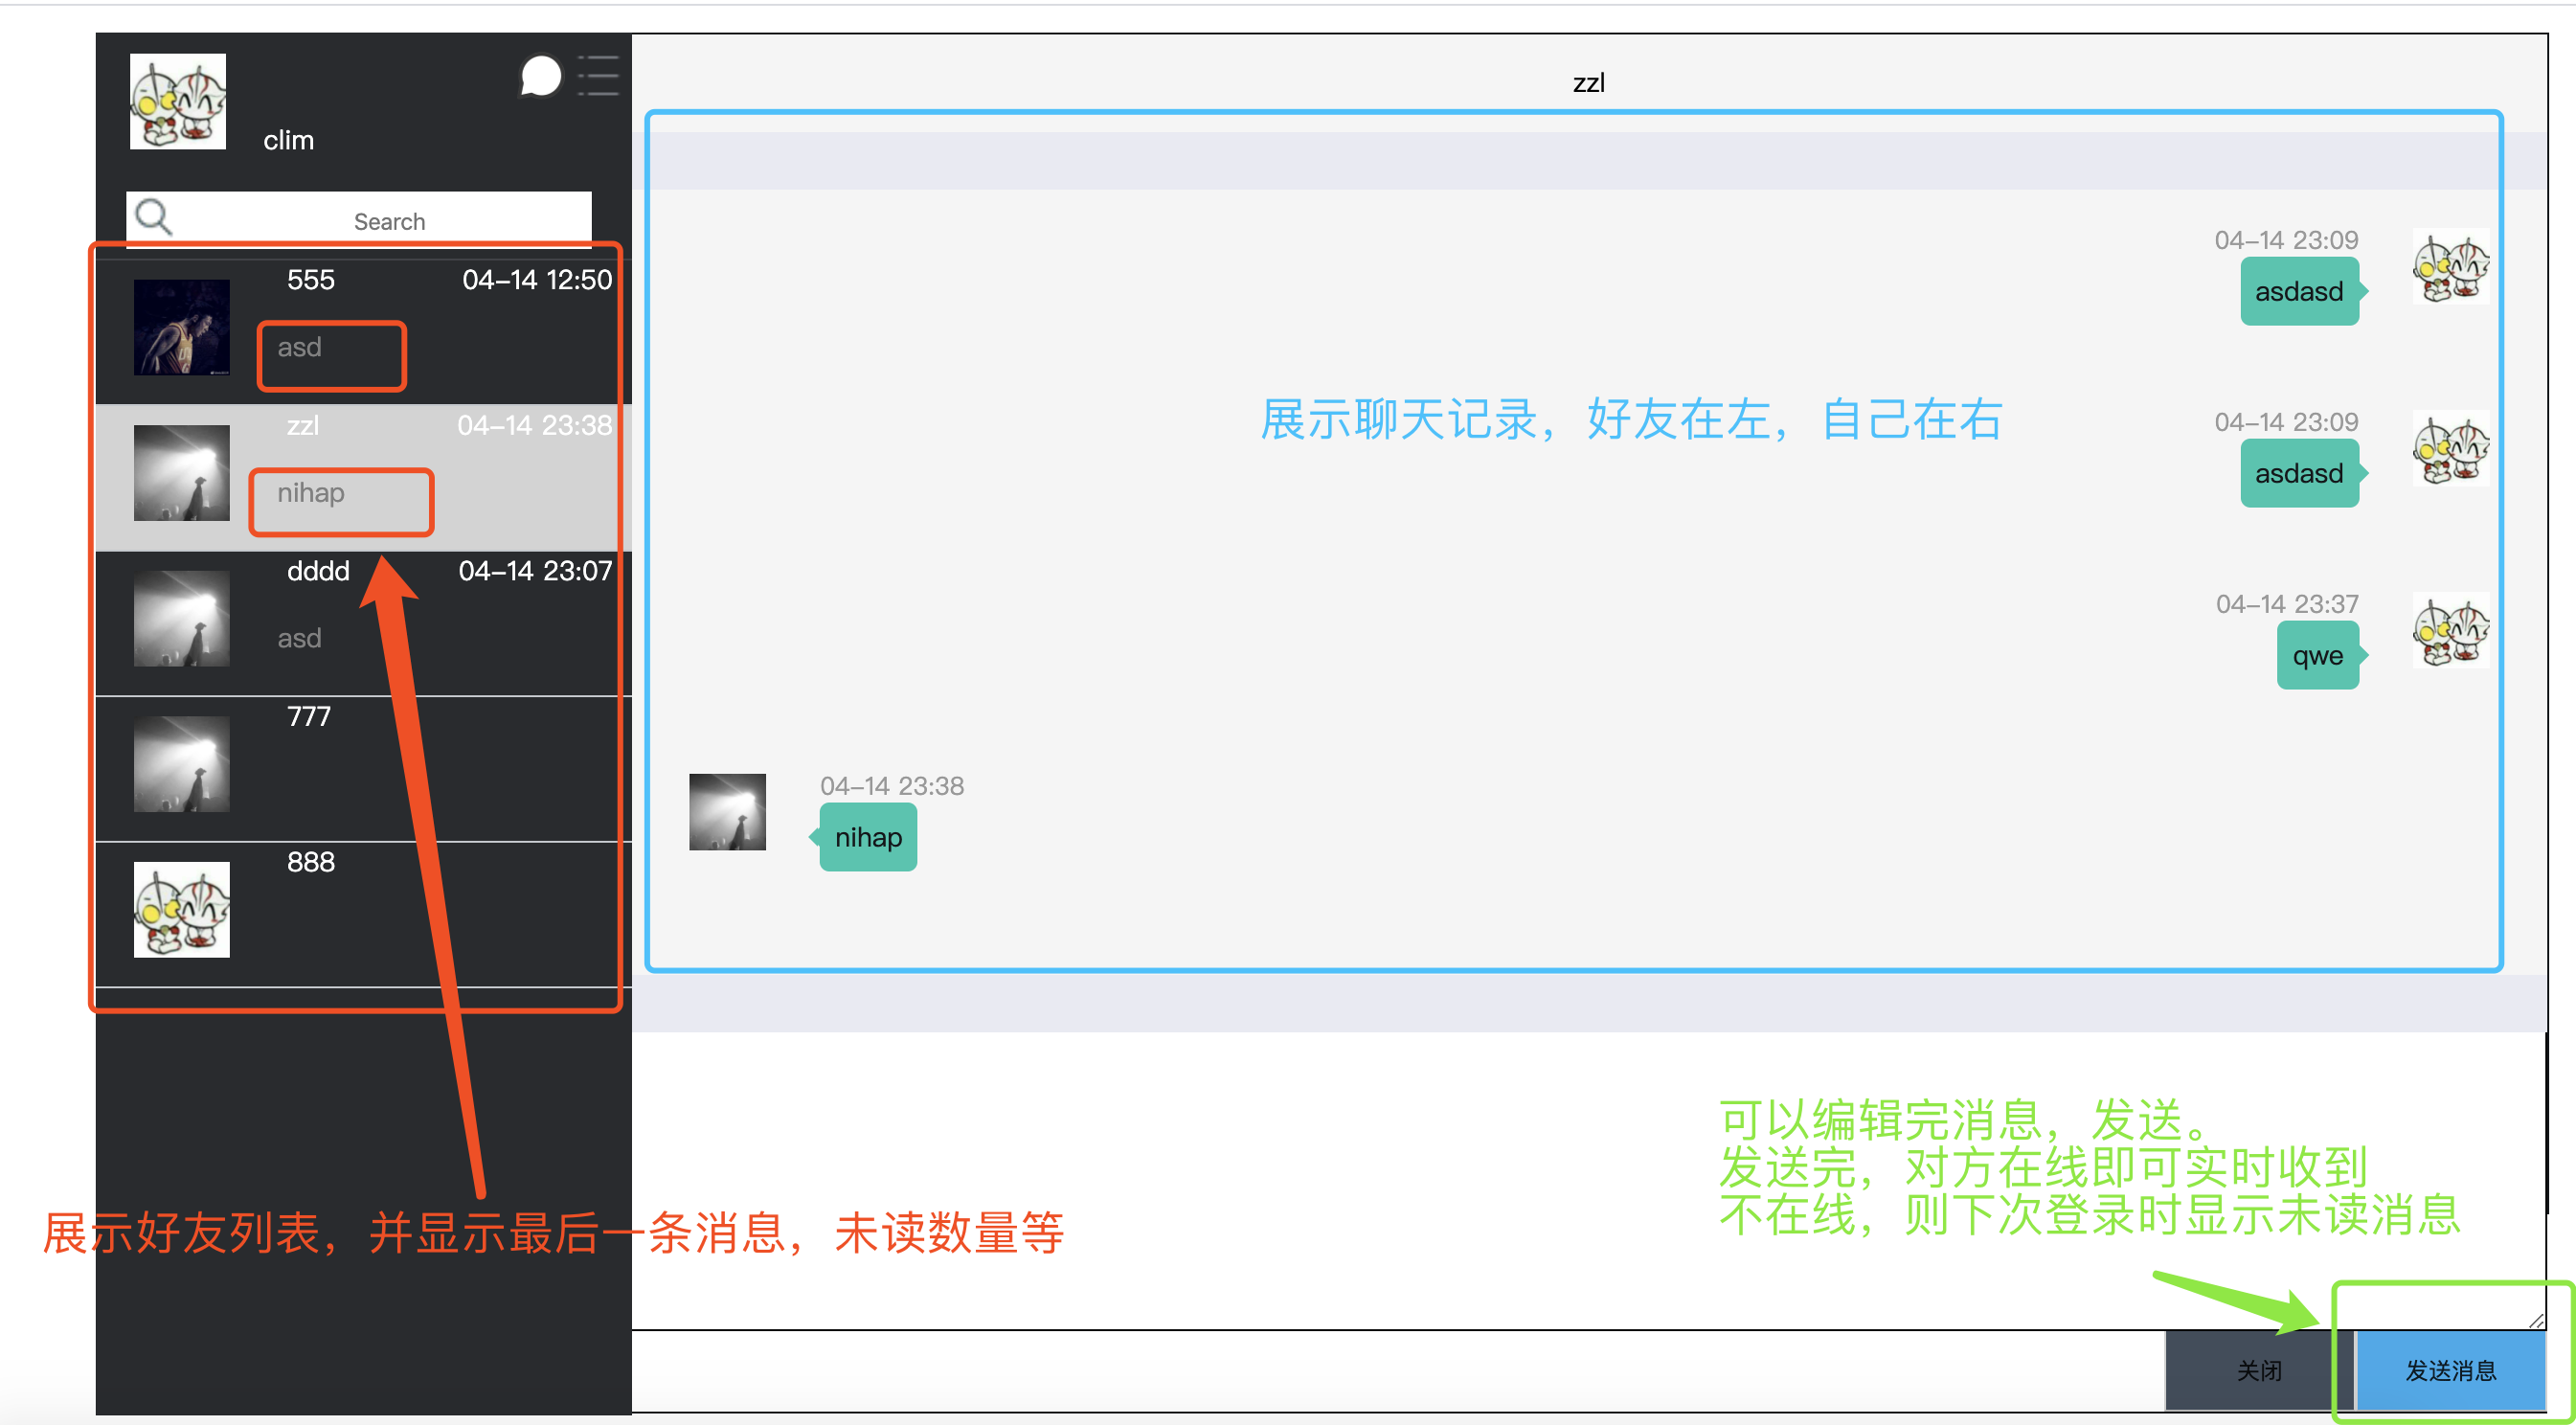 clim
Search
555 04-14 12:50
asd
zzl 04-14 23:38
nihap
dddd 04-14 23:07
asd
777
888
展示好友列表，并显示最后一条消息，未读数量等
zzl
04-14 23:09
asdasd
展示聊天记录，好友在左，自己在右
04-14 23:09
asdasd
04-14 23:37
qwe
04-14 23:38
nihap
可以编辑完消息，发送。
发送完，对方在线即可实时收到
不在线，则下次登录时显示未读消息
关闭
发送消息